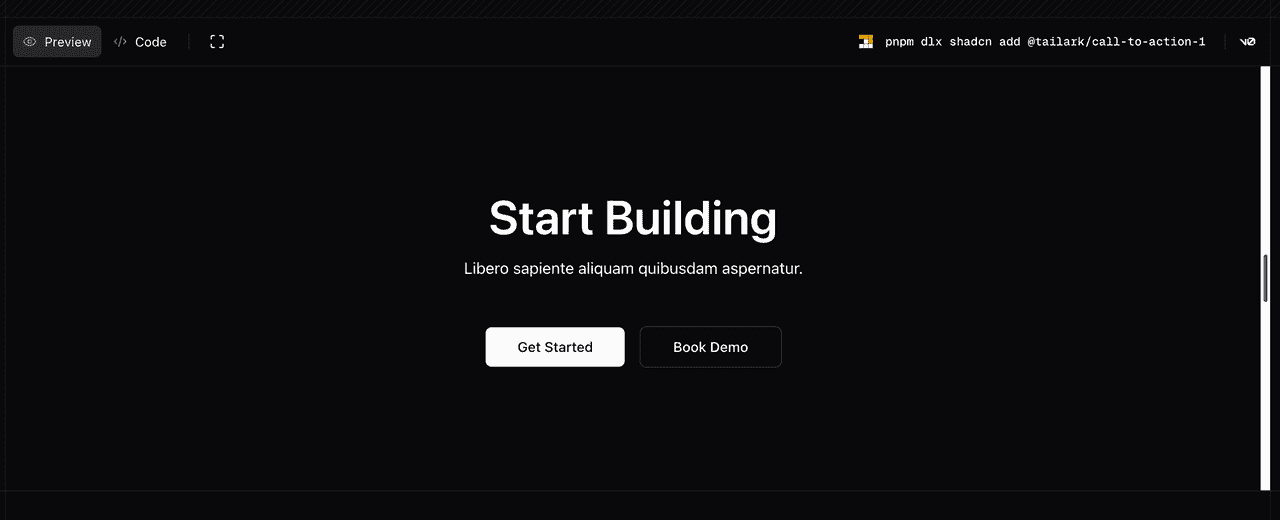 Preview </> Code pnpm dlx shadcn add @tailark/call-to-action-1 v0
Start Building
Libero sapiente aliquam quibusdam aspernatur.
Get Started Book Demo